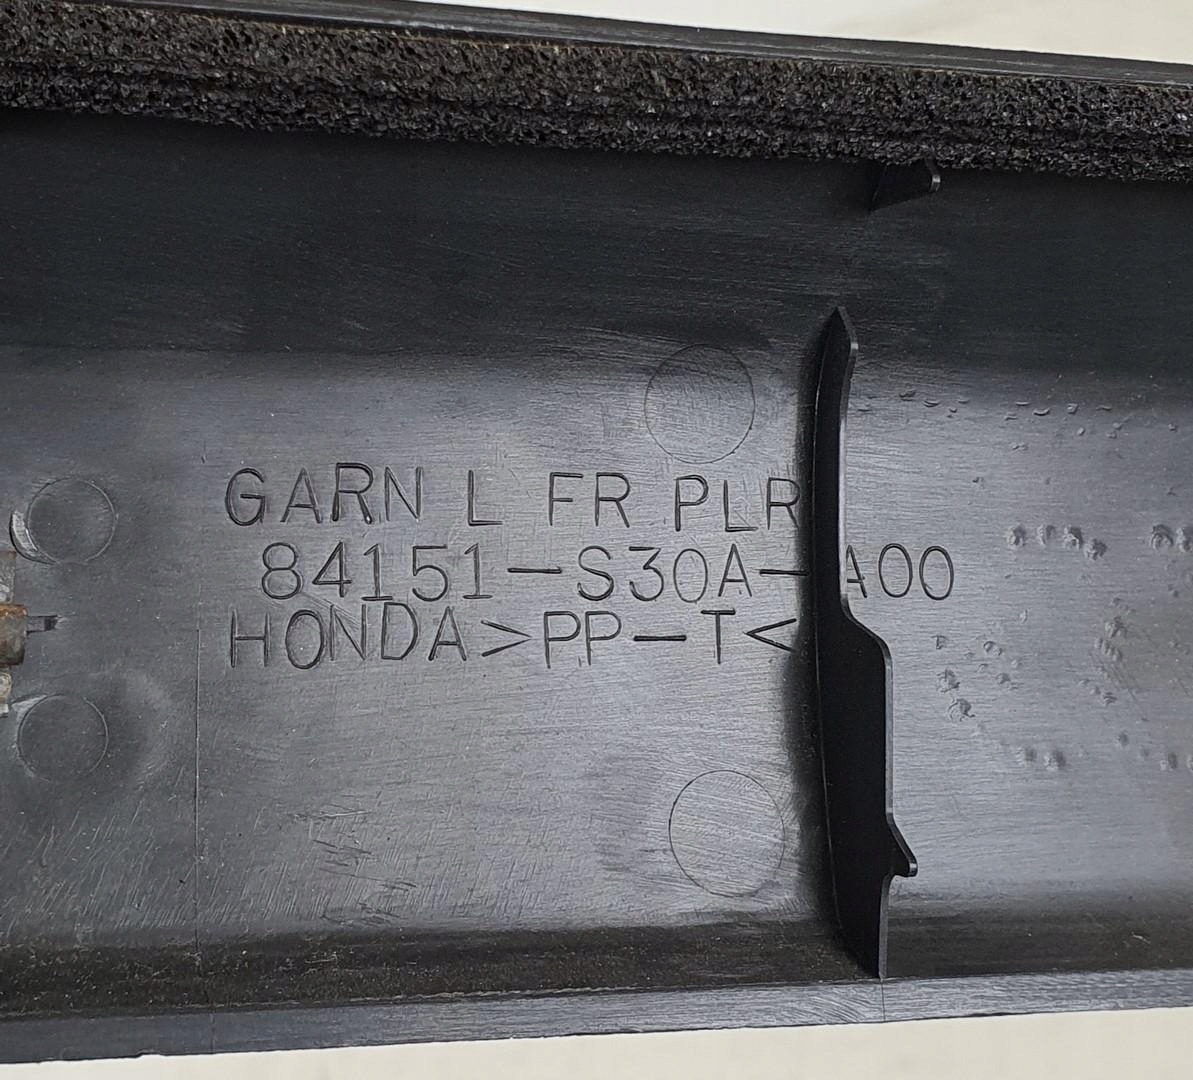 GARN L FR PLR
84151-S30A-A00
HONDA >PP-T<